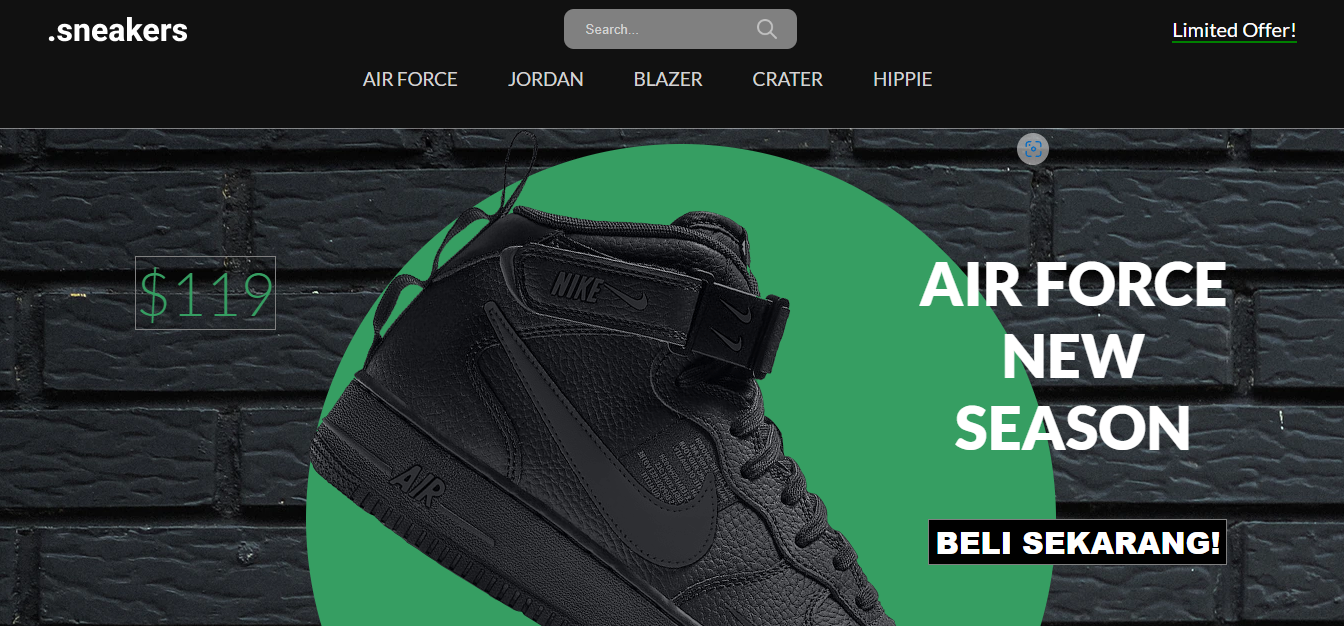 .sneakers
Search...
Limited Offer!
AIR FORCE
JORDAN
BLAZER
CRATER
HIPPIE
$119
NIKE
AIR
AIR FORCE
NEW
SEASON
BELI SEKARANG!